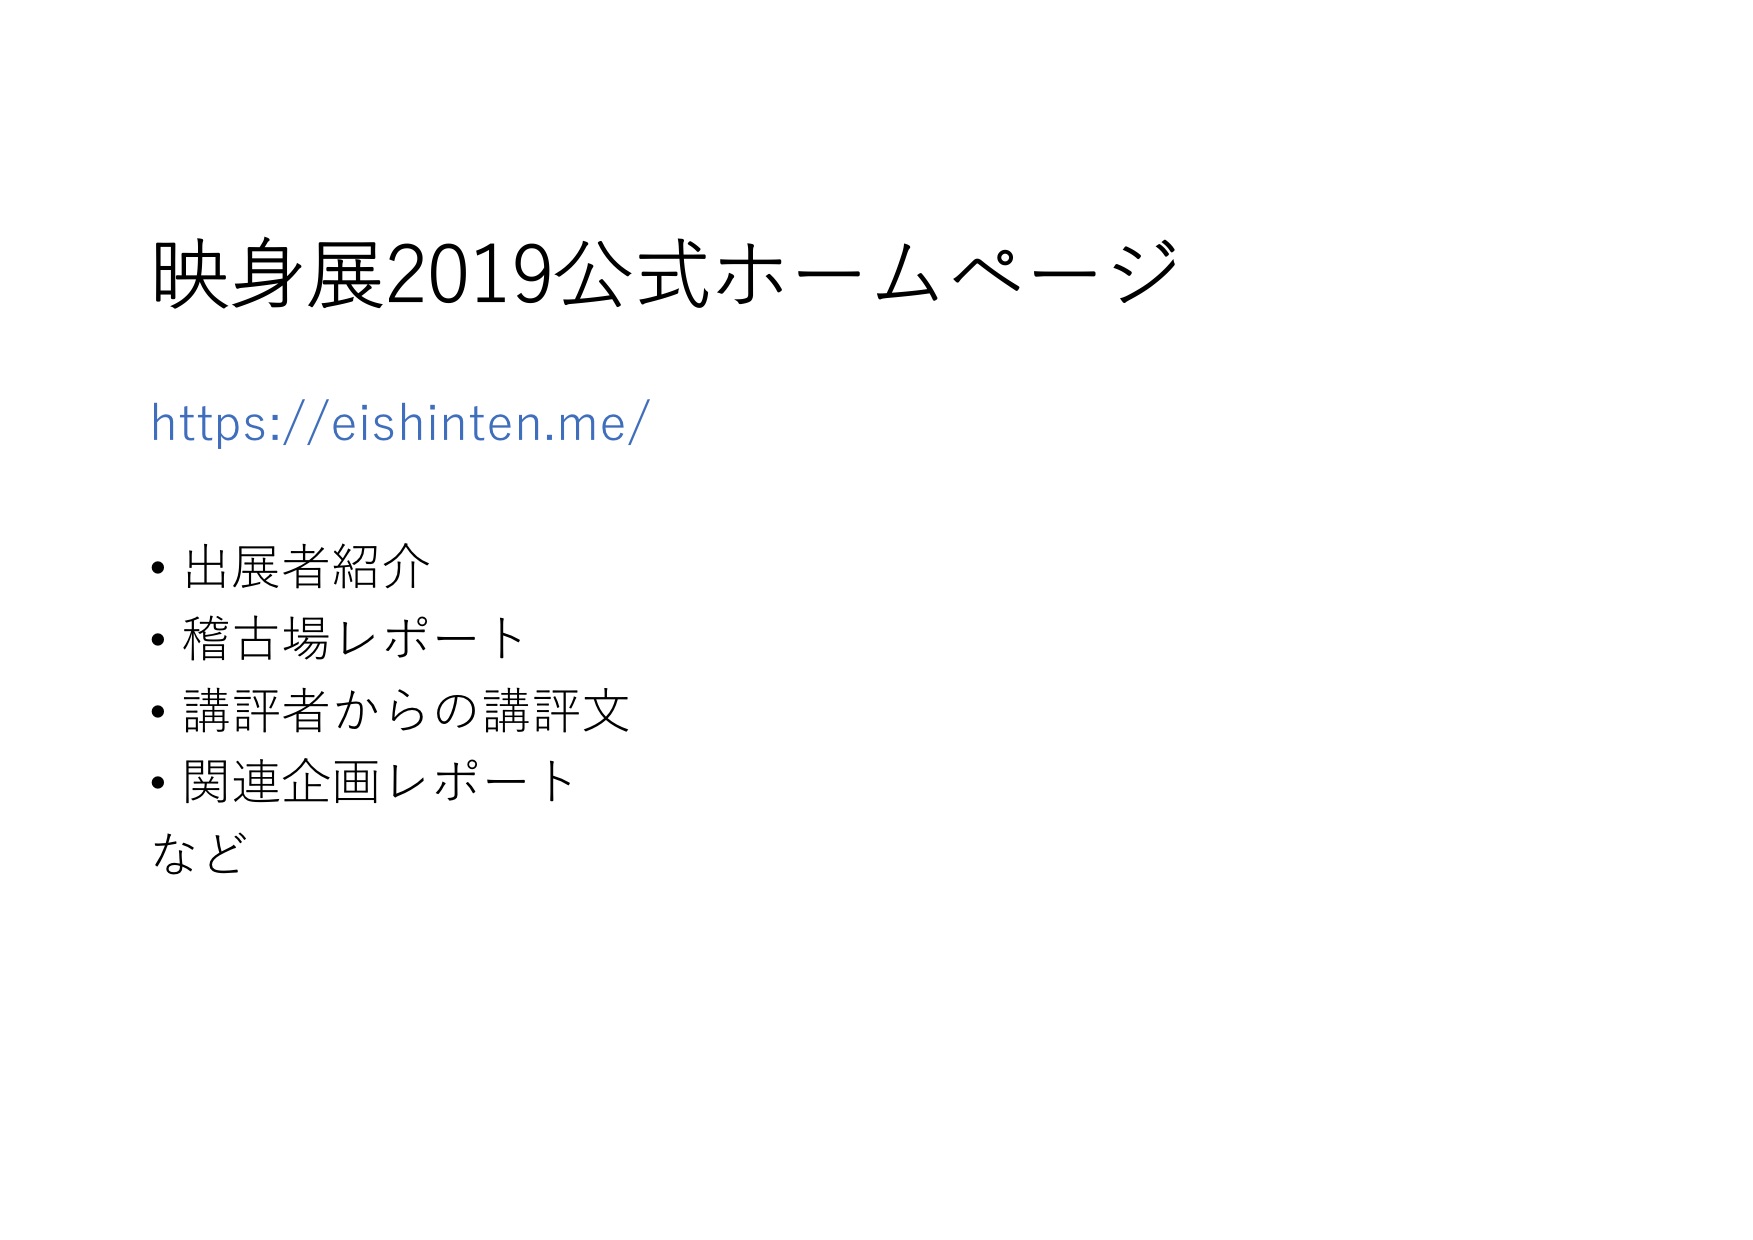 映身展2019公式ホームページ
https://eishinten.me/
• 出展者紹介
• 稽古場レポート
• 講評者からの講評文
• 関連企画レポート
など